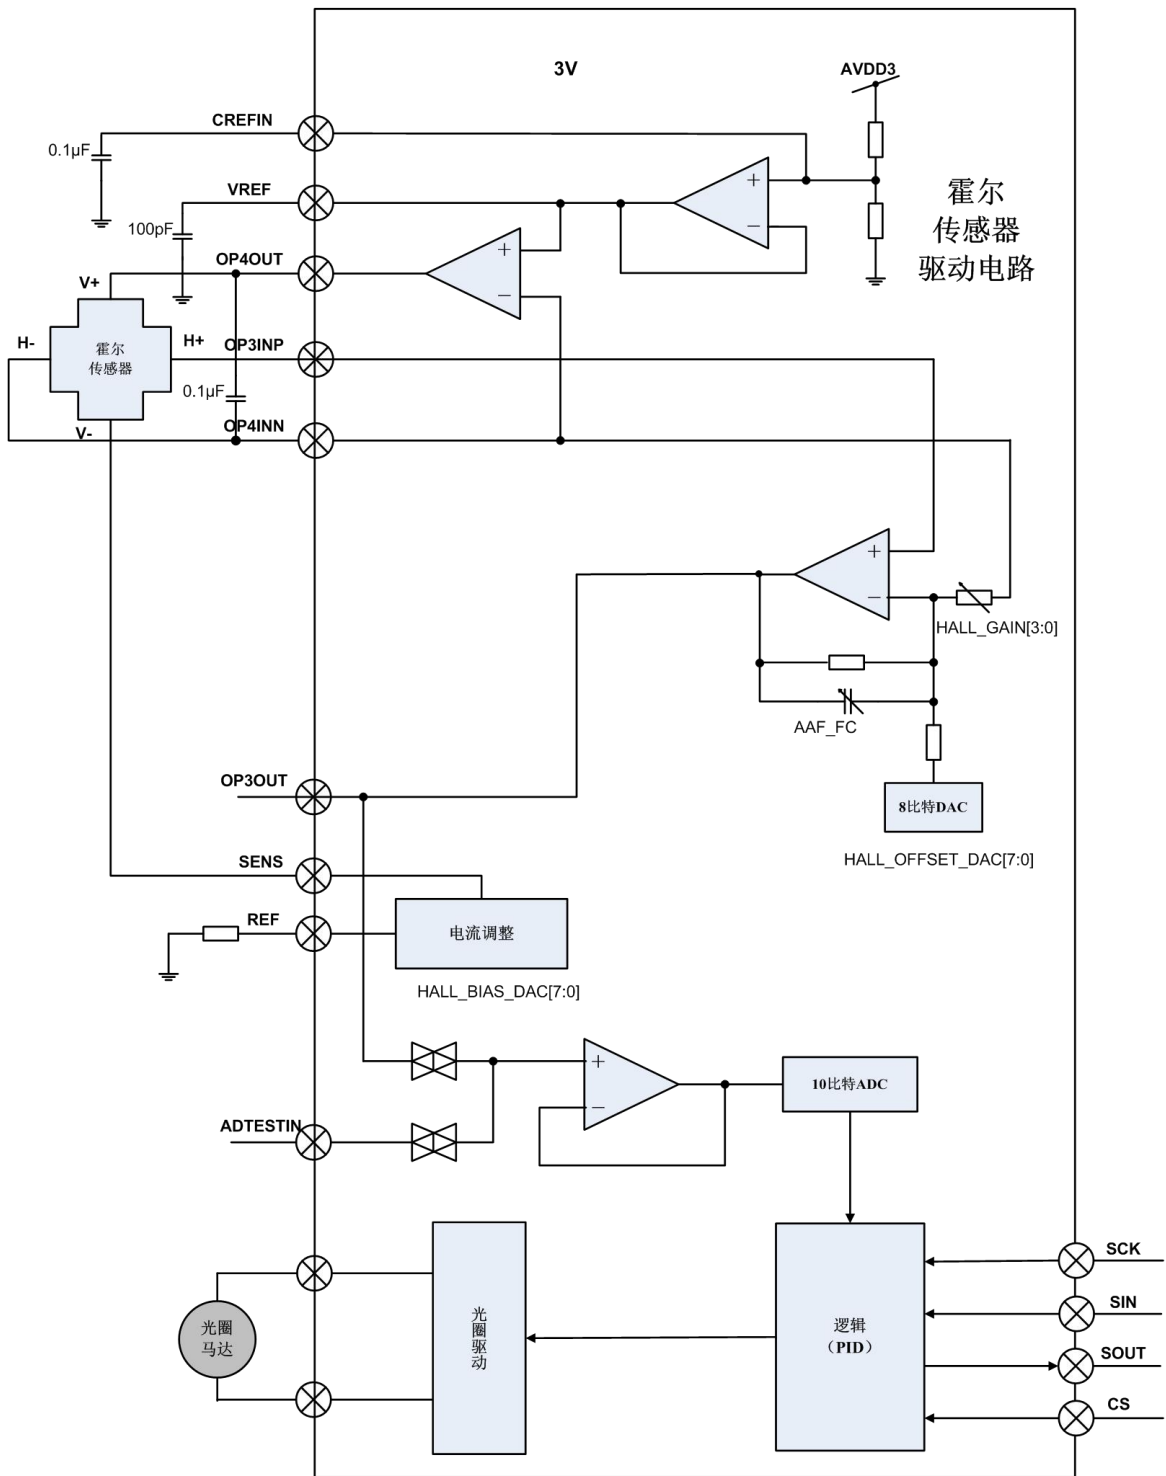 3V
AVDD3
CREFIN
0.1μF
VREF
100pF
霍尔
传感器
驱动电路
OP4OUT
V+
H-
霍尔
传感器
H+
OP3INP
0.1μF
V-
OP4INN
HALL_GAIN[3:0]
AAF_FC
OP3OUT
8比特DAC
HALL_OFFSET_DAC[7:0]
SENS
REF
电流调整
HALL_BIAS_DAC[7:0]
10比特ADC
ADTESTIN
SCK
SIN
光圈
马达
光圈驱动
逻辑
（PID）
SOUT
CS